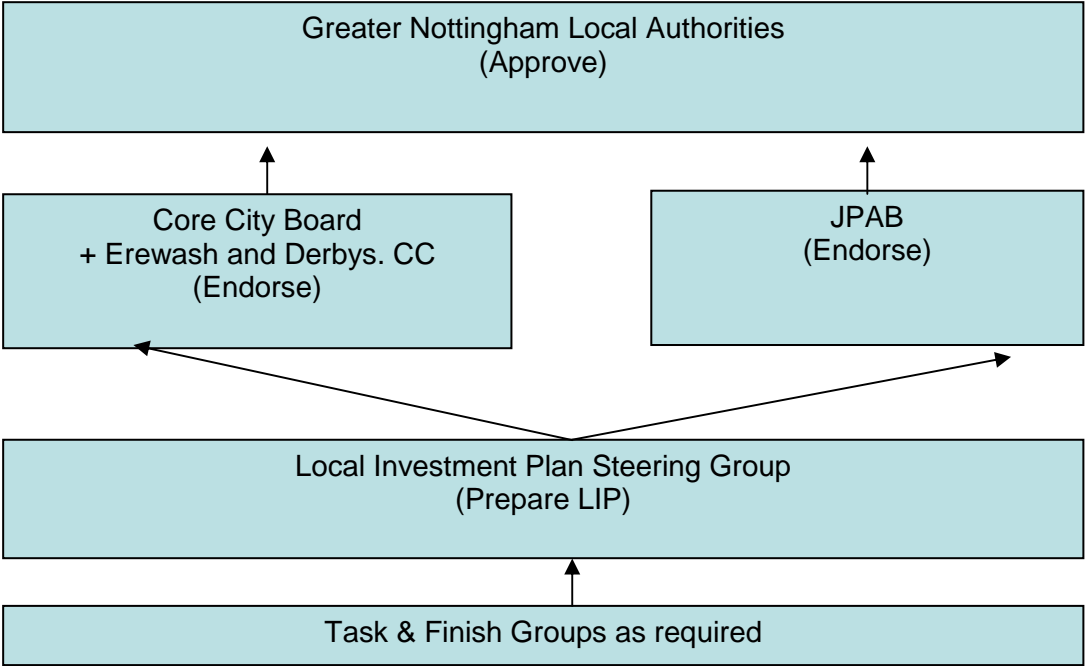 Greater Nottingham Local Authorities
(Approve)
Core City Board
+ Erewash and Derbys. CC
(Endorse)
JPAB
(Endorse)
Local Investment Plan Steering Group
(Prepare LIP)
Task & Finish Groups as required